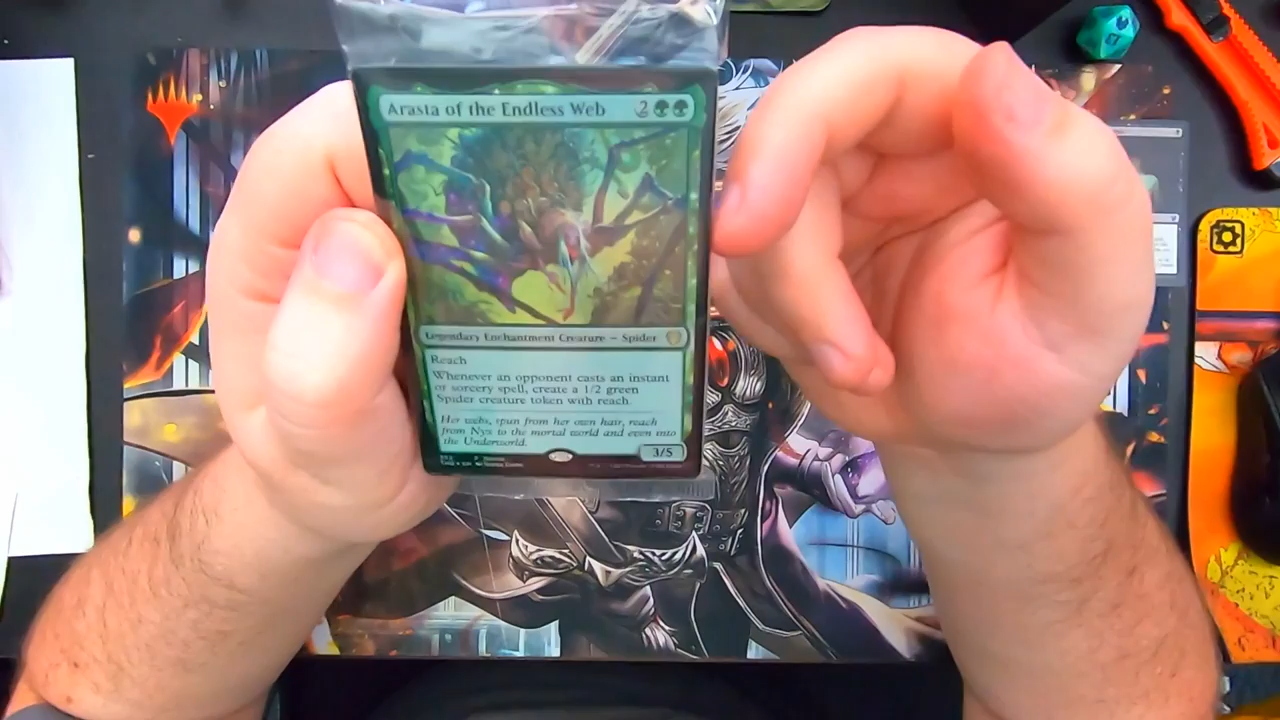 Arasta of the Endless Web 2
Legendary Enchantment Creature – Spider
Reach
Whenever an opponent casts an instant
or sorcery spell, create a 1/2 green
Spider creature token with reach.
Her webs, spun from her own hair, reach
from Nyx to the mortal world and even into
the Underworld.
3/5